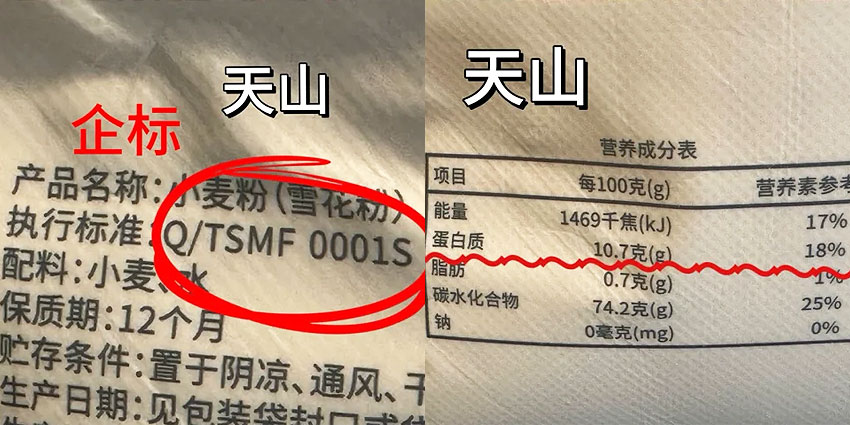 天山
企标
产品名称：小麦粉（雪花粉）
执行标准：Q/TSMF 0001S
配料：小麦、水
保质期：12个月
贮存条件：置于阴凉、通风、干
生产日期：见包装袋封口或
天山
营养成分表
项目 每100克(g) 营养素参考
能量 1469千焦(kJ) 17%
蛋白质 10.7克(g) 18%
脂肪 0.7克(g) 1%
碳水化合物 74.2克(g) 25%
钠 0毫克(mg) 0%